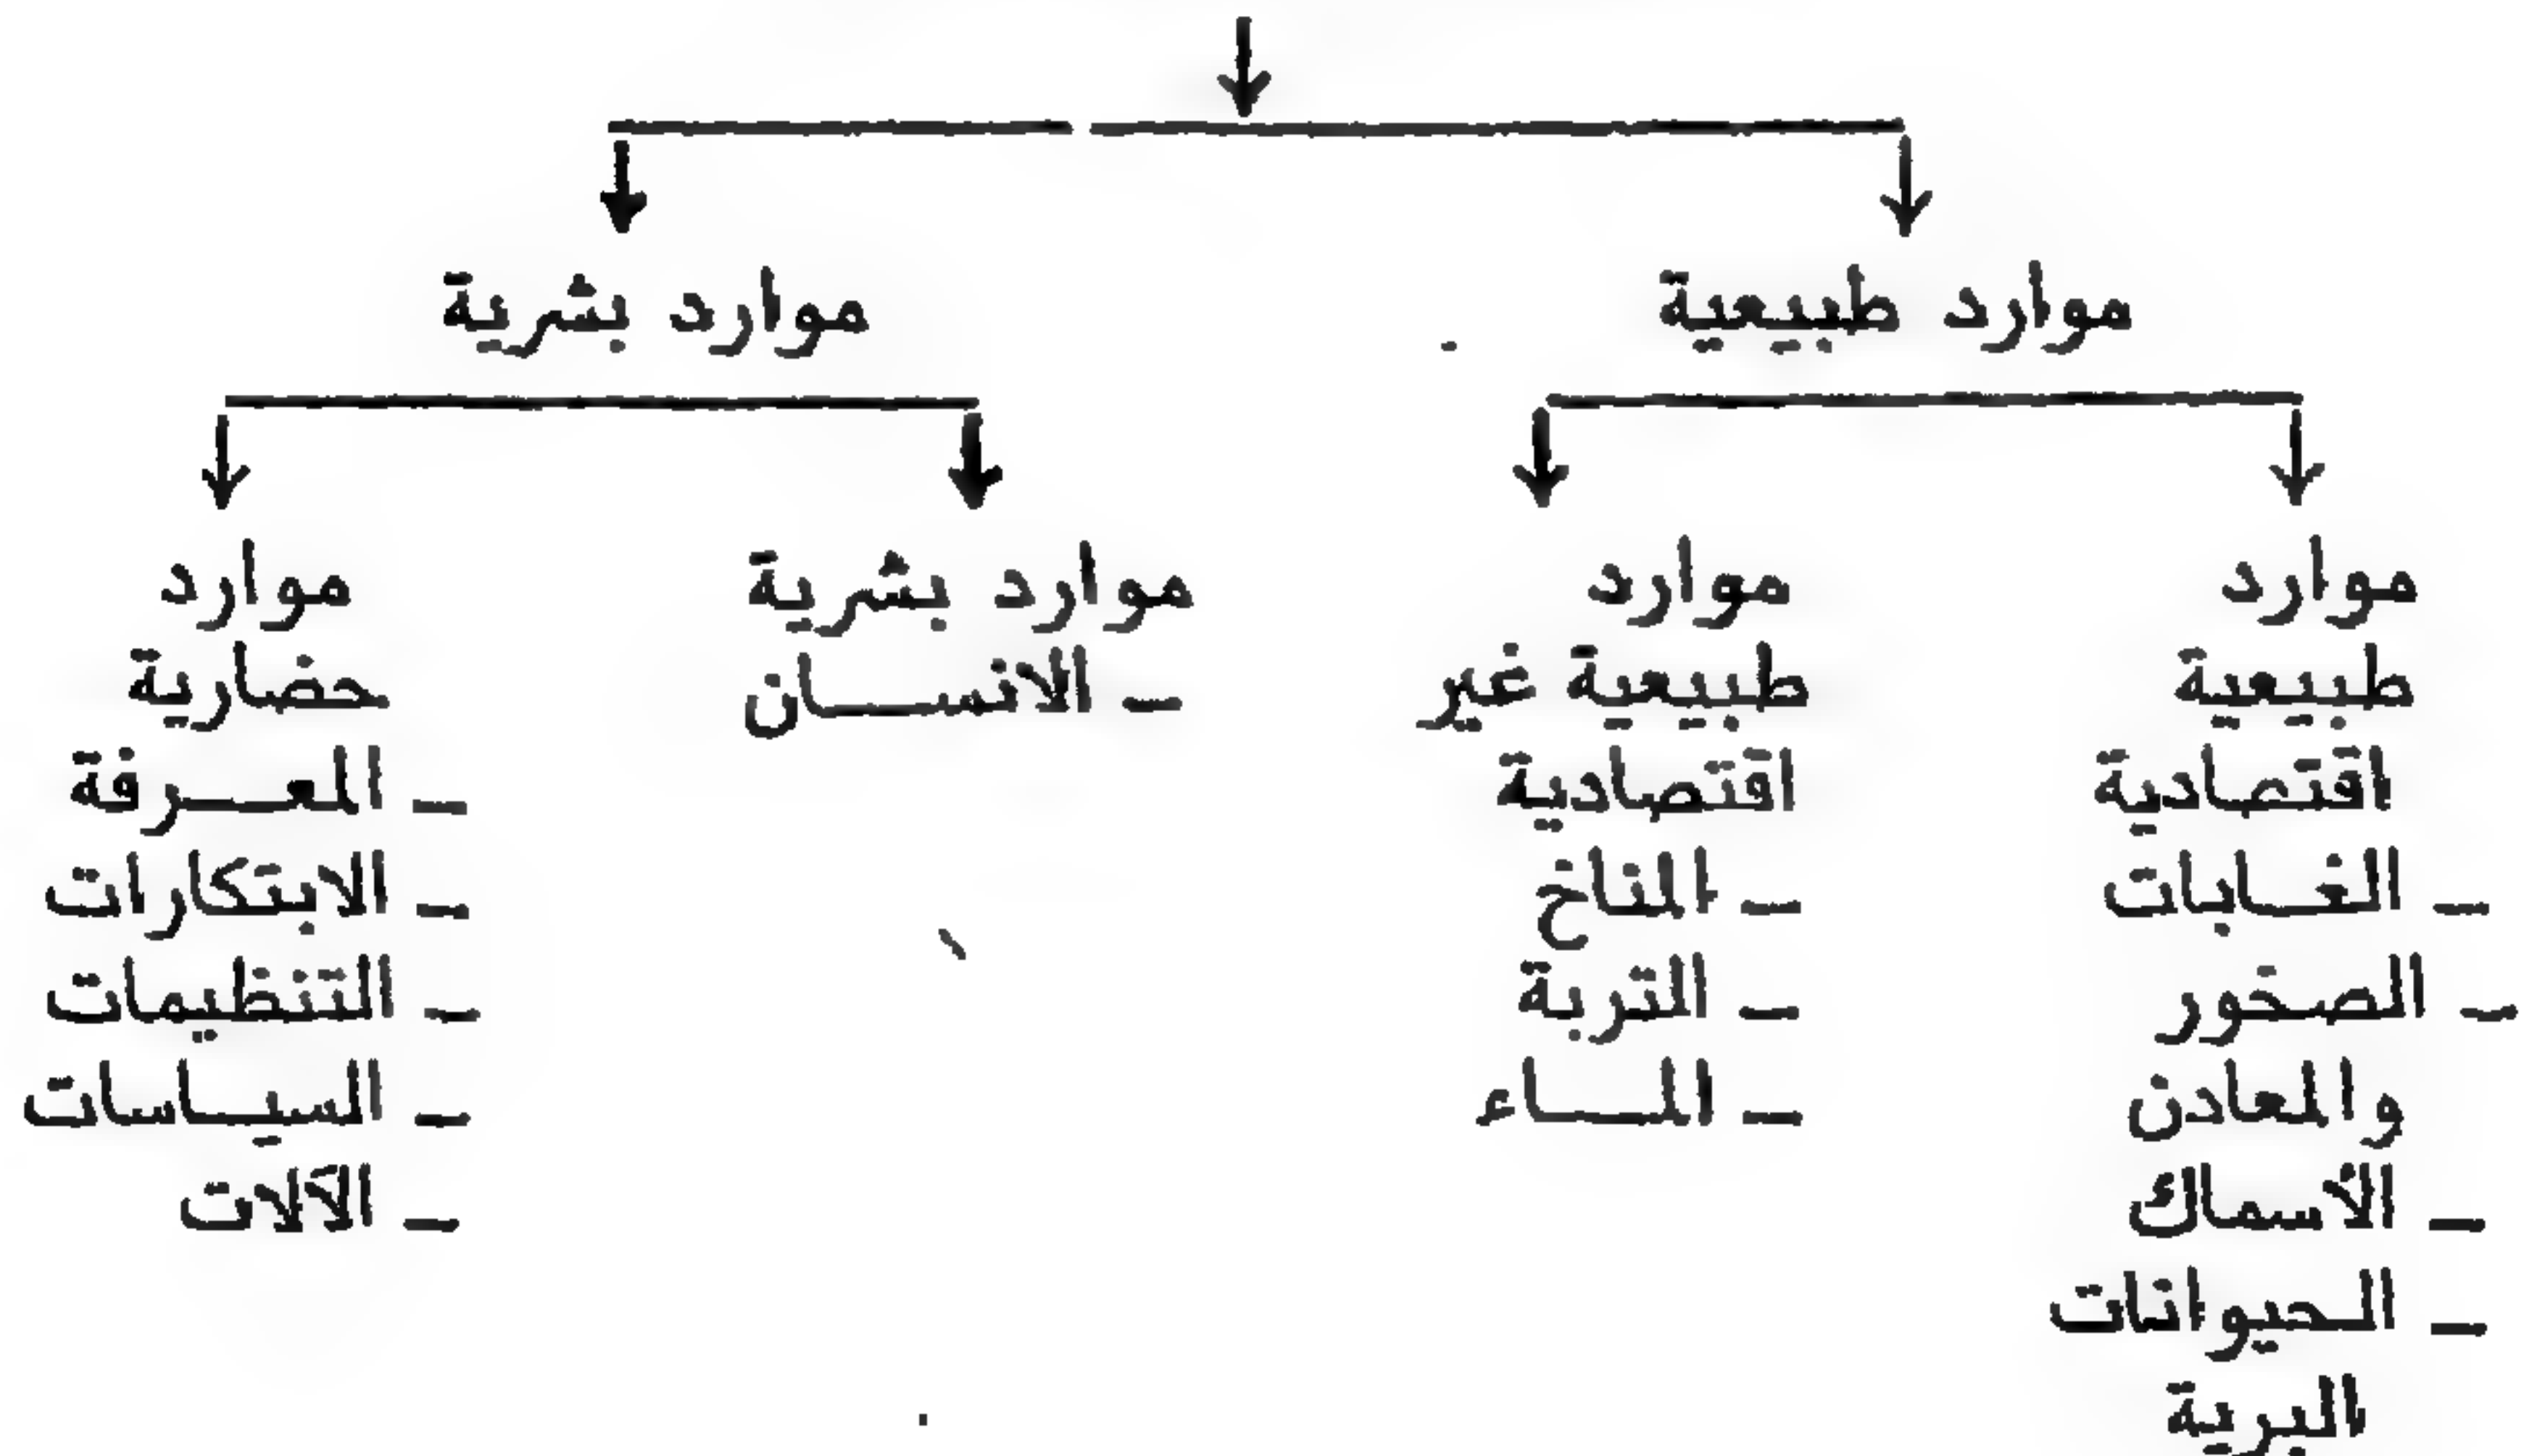 موارد طبيعية
موارد بشرية
موارد
طبيعية
اقتصادية
– الغابات
– الصخور
والمعادن
– الأسماك
– الحيوانات
البرية
موارد
طبيعية غير
اقتصادية
– المناخ
– التربة
– الماء
موارد بشرية
– الانسان
موارد
حضارية
– المعرفة
– الابتكارات
– التنظيمات
– السياسات
– الآلات